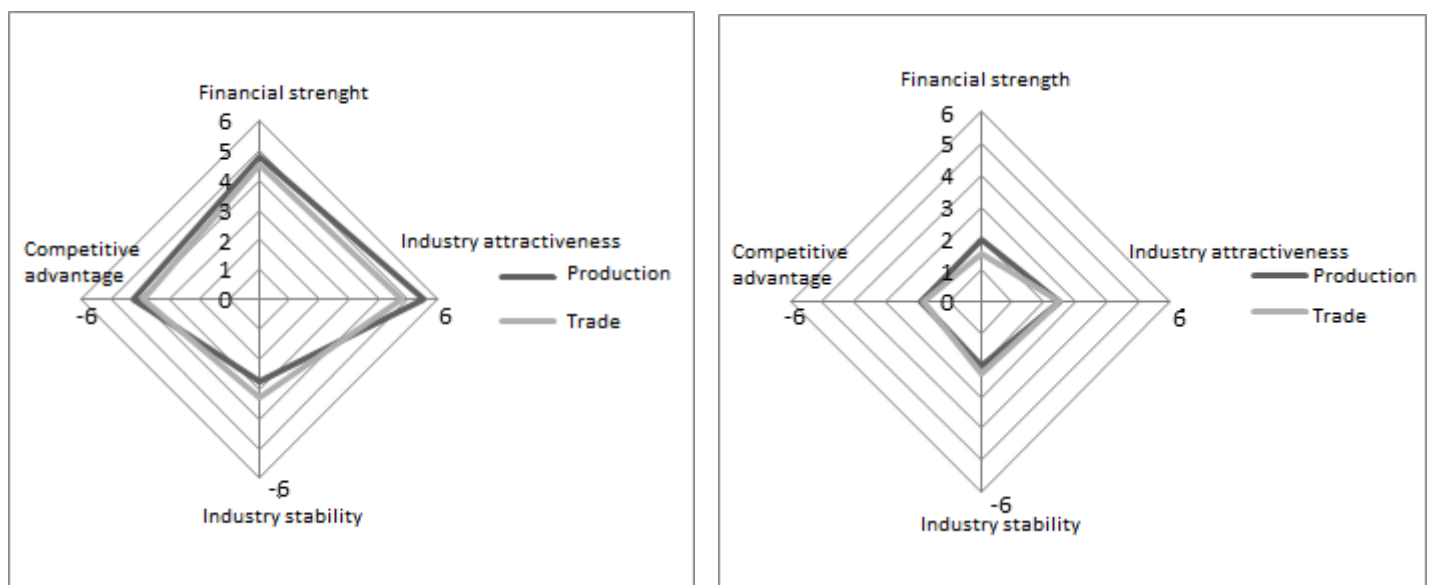 Financial strenght
6
5
4
3
2
1
0
Competitive
advantage
-6
Industry attractiveness
6
Production
Trade
-6
Industry stability
Financial strength
6
5
4
3
2
1
0
Competitive
advantage
-6
Industry attractiveness
6
Production
Trade
-6
Industry stability